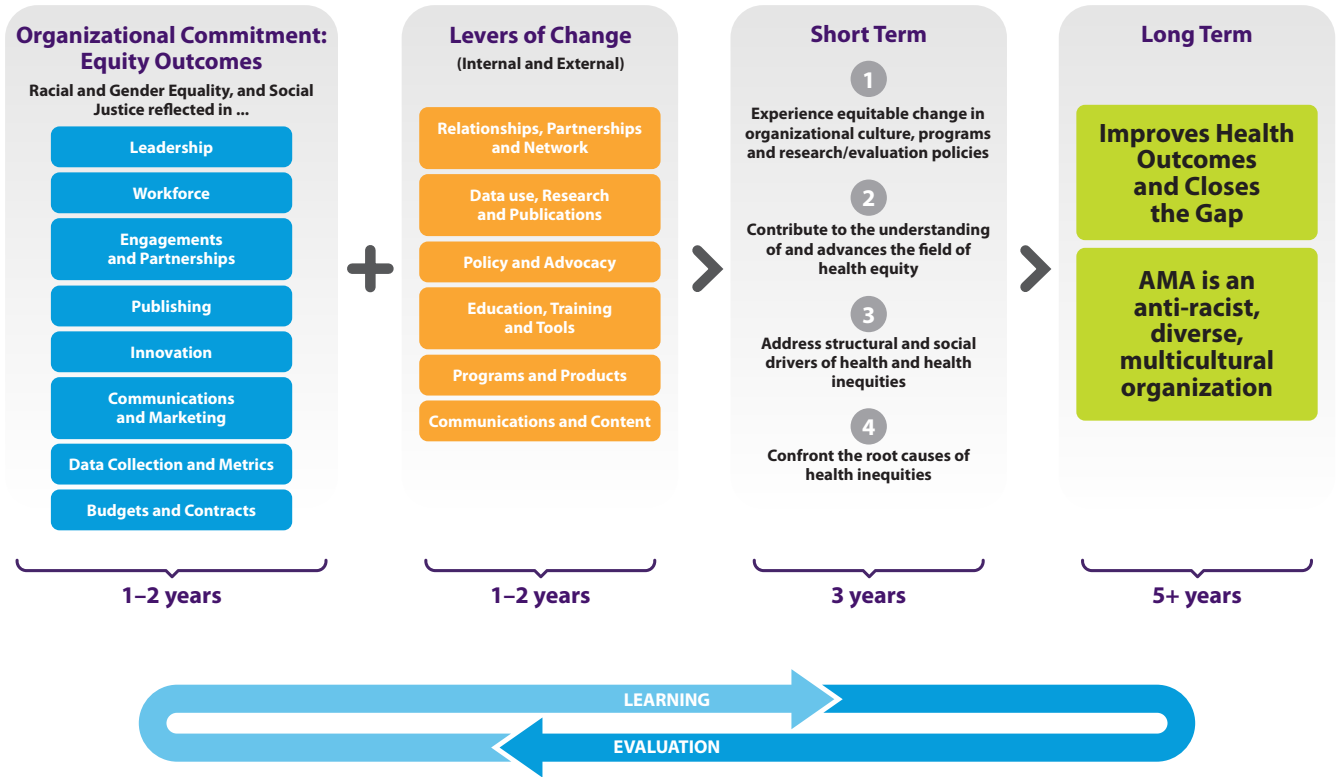 Organizational Commitment:
Equity Outcomes
Racial and Gender Equality, and Social
Justice reflected in ...
Leadership
Workforce
Engagements
and Partnerships
Publishing
Innovation
Communications
and Marketing
Data Collection and Metrics
Budgets and Contracts
1–2 years
Levers of Change
(Internal and External)
Relationships, Partnerships
and Network
Data use, Research
and Publications
Policy and Advocacy
Education, Training
and Tools
Programs and Products
Communications and Content
1–2 years
Short Term
1
Experience equitable change in
organizational culture, programs
and research/evaluation policies
2
Contribute to the understanding
of and advances the field of
health equity
3
Address structural and social
drivers of health and health
inequities
4
Confront the root causes of
health inequities
3 years
Long Term
Improves Health
Outcomes
and Closes
the Gap
AMA is an
anti-racist,
diverse,
multicultural
organization
5+ years
LEARNING
EVALUATION